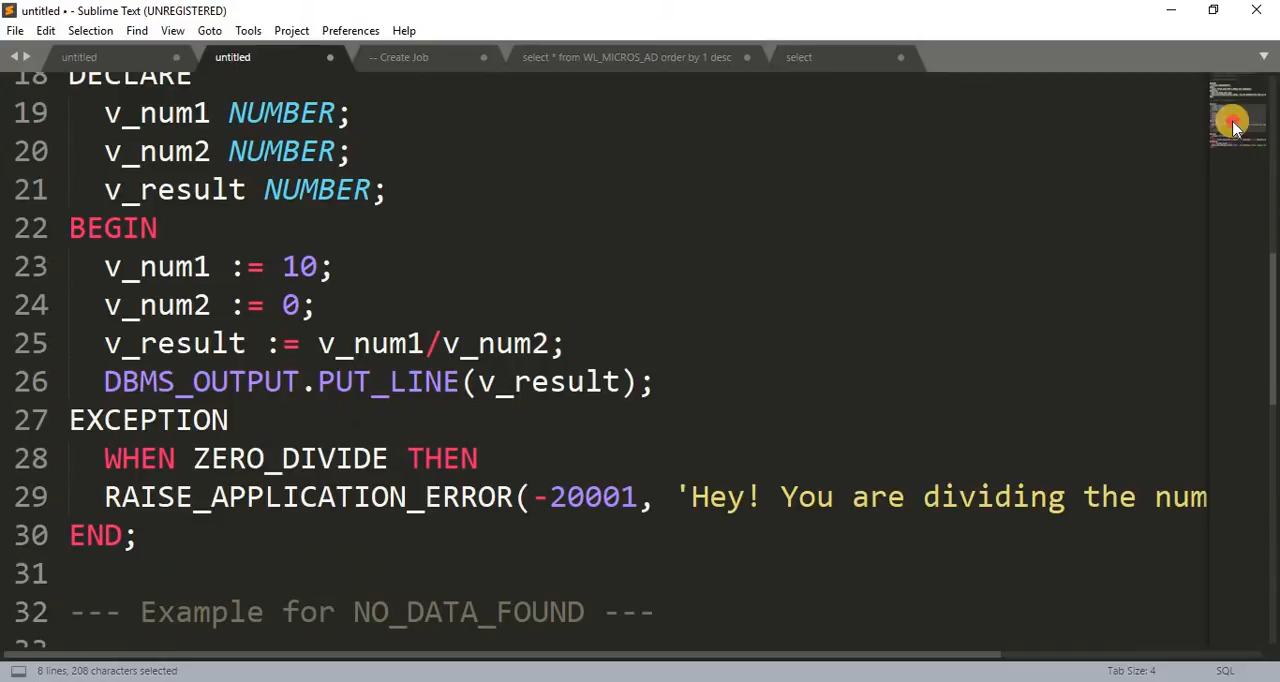 untitled • - Sublime Text (UNREGISTERED)
File Edit Selection Find View Goto Tools Project Preferences Help
untitled untitled -- Create Job select * from WL_MICROS_AD order by 1 desc select
18 DECLARE
19 v_num1 NUMBER;
20 v_num2 NUMBER;
21 v_result NUMBER;
22 BEGIN
23 v_num1 := 10;
24 v_num2 := 0;
25 v_result := v_num1/v_num2;
26 DBMS_OUTPUT.PUT_LINE(v_result);
27 EXCEPTION
28 WHEN ZERO_DIVIDE THEN
29 RAISE_APPLICATION_ERROR(-20001, 'Hey! You are dividing the num
30 END;
31
32 --- Example for NO_DATA_FOUND ---
8 lines, 208 characters selected Tab Size: 4 SQL